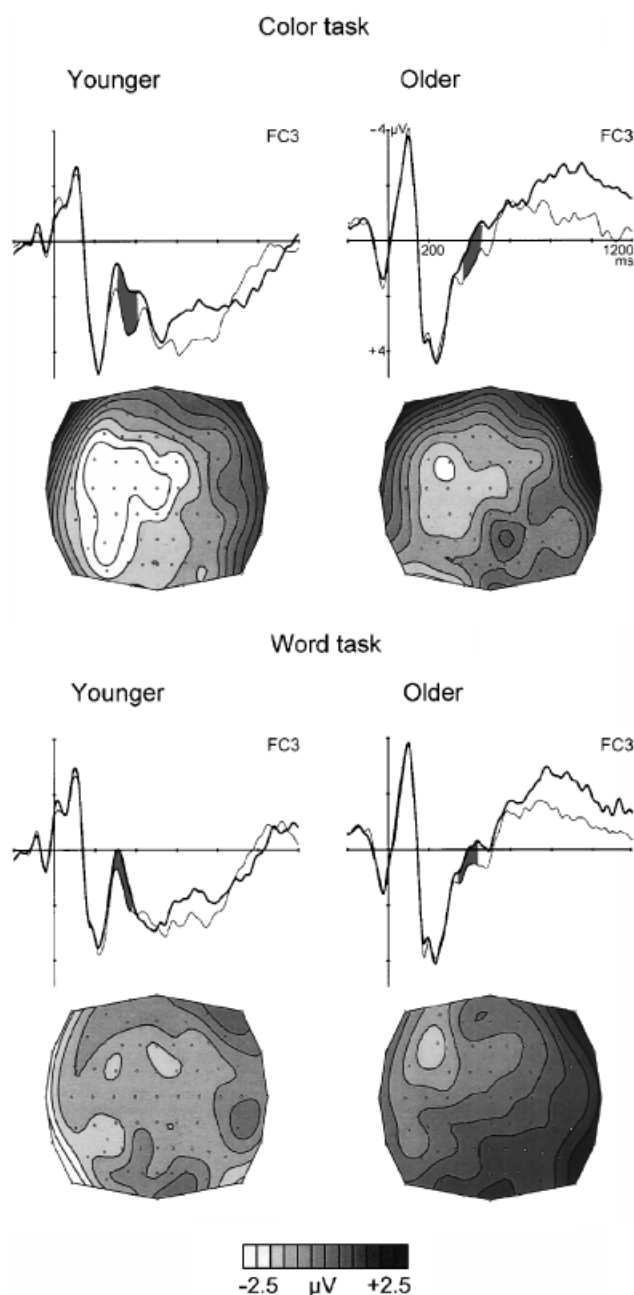 Color task
Younger Older
FC3 −4 µV FC3
200 1200
ms
+4
Word task
Younger Older
FC3 FC3
−2.5 µV +2.5